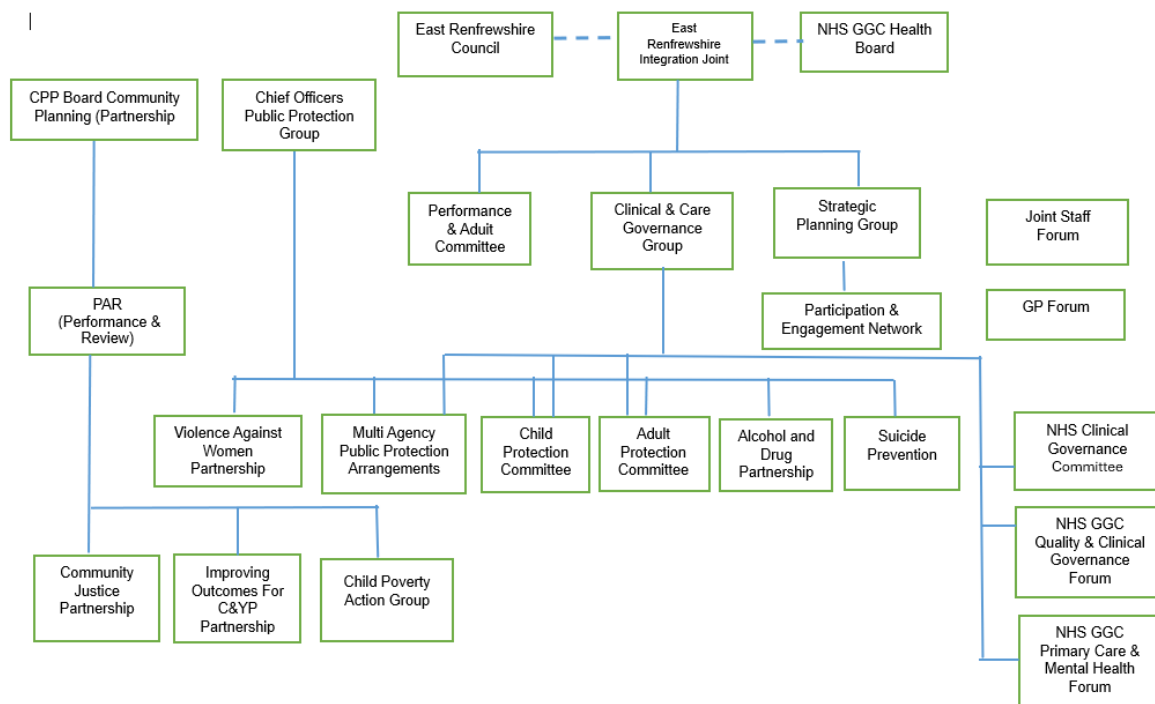 East Renfrewshire
Council
East
Renfrewshire
Integration Joint
NHS GGC Health
Board
CPP Board Community
Planning (Partnership
Chief Officers
Public Protection
Group
Performance
& Aduit
Committee
Clinical & Care
Governance
Group
Strategic
Planning Group
Joint Staff
Forum
PAR
(Performance &
Review)
Participation &
Engagement Network
GP Forum
Violence Against
Women
Partnership
Multi Agency
Public Protection
Arrangements
Child
Protection
Committee
Adult
Protection
Committee
Alcohol and
Drug
Partnership
Suicide
Prevention
NHS Clinical
Governance
Committee
NHS GGC
Quality & Clinical
Governance
Forum
Community
Justice
Partnership
Improving
Outcomes For
C&YP
Partnership
Child Poverty
Action Group
NHS GGC
Primary Care &
Mental Health
Forum